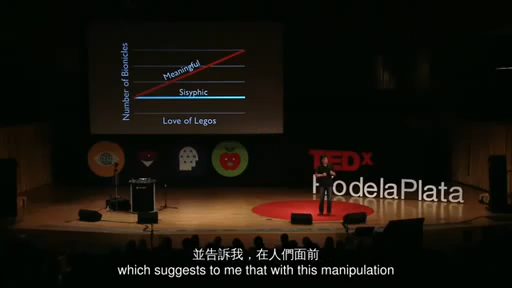 Number of Bionicles
Meaningful
Sisyphic
Love of Legos
TEDx
RiodelaPlata
並告訴我，在人們面前
which suggests to me that with this manipulation